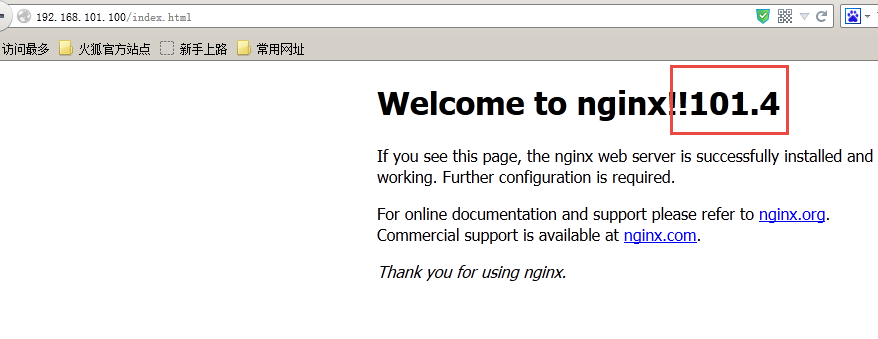 192.168.101.100/index.html
访问最多 火狐官方站点 新手上路 常用网址
Welcome to nginx!!101.4
If you see this page, the nginx web server is successfully installed and
working. Further configuration is required.
For online documentation and support please refer to nginx.org.
Commercial support is available at nginx.com.
Thank you for using nginx.